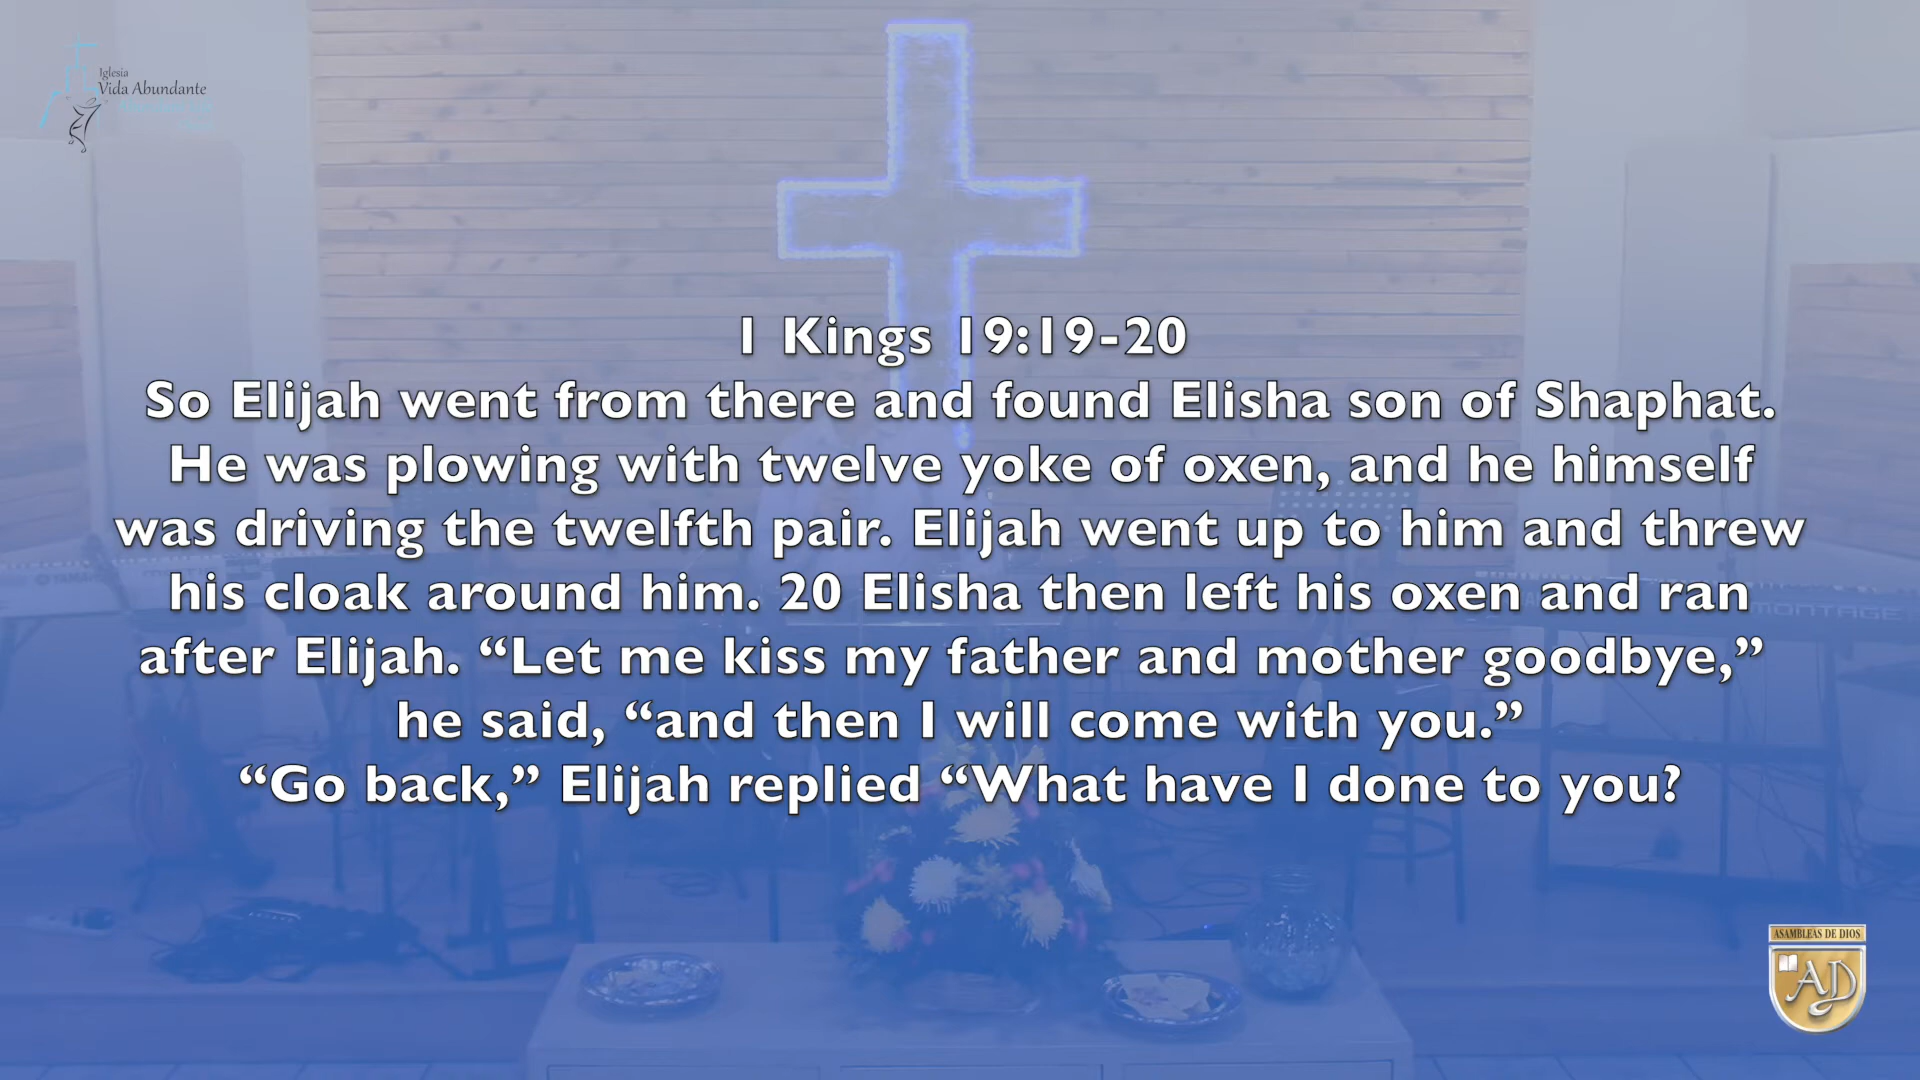 Iglesia
Vida Abundante
1 Kings 19:19-20
So Elijah went from there and found Elisha son of Shaphat.
He was plowing with twelve yoke of oxen, and he himself
was driving the twelfth pair. Elijah went up to him and threw
his cloak around him. 20 Elisha then left his oxen and ran
after Elijah. “Let me kiss my father and mother goodbye,”
he said, “and then I will come with you.”
“Go back,” Elijah replied “What have I done to you?
YAMAHA
MONTAGE
ASAMBLEAS DE DIOS
AD